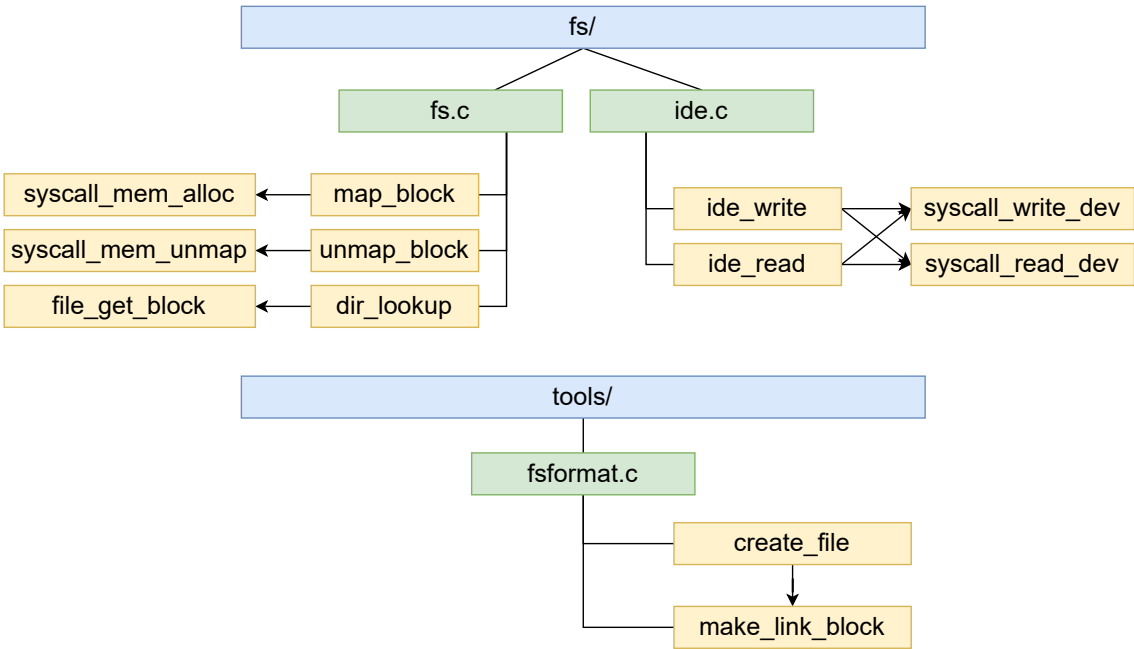 fs/
fs.c
ide.c
syscall_mem_alloc
map_block
syscall_mem_unmap
unmap_block
file_get_block
dir_lookup
ide_write
syscall_write_dev
ide_read
syscall_read_dev
tools/
fsformat.c
create_file
make_link_block